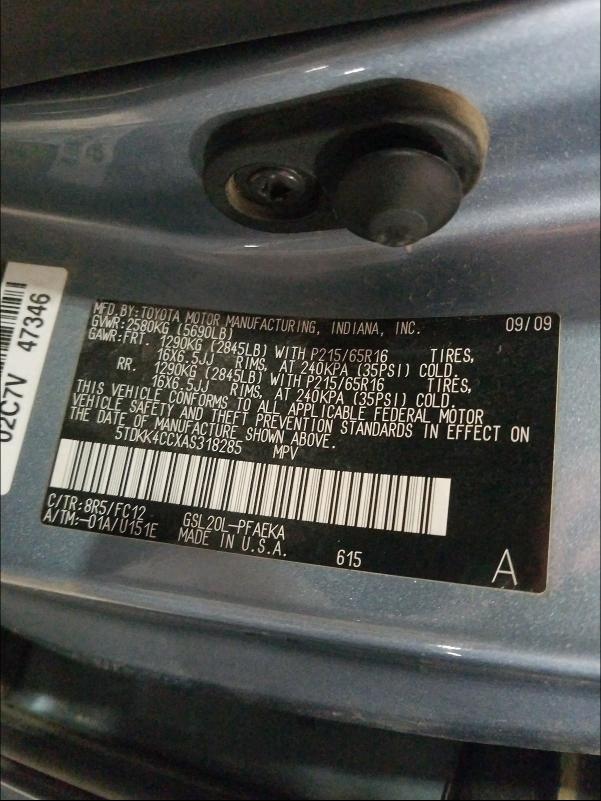 MFD.BY:TOYOTA MOTOR MANUFACTURING, INDIANA, INC. 09/09
GVWR:2580KG (5690LB)
GAWR:FRT. 1290KG (2845LB) WITH P215/65R16 TIRES,
16X6.5JJ RIMS, AT 240KPA (35PSI) COLD.
RR. 1290KG (2845LB) WITH P215/65R16 TIRES,
16X6.5JJ RIMS, AT 240KPA (35PSI) COLD.
THIS VEHICLE CONFORMS TO ALL APPLICABLE FEDERAL MOTOR
VEHICLE SAFETY AND THEFT PREVENTION STANDARDS IN EFFECT ON
THE DATE OF MANUFACTURE SHOWN ABOVE.
5TDKK4CCXAS318285 MPV
C/TR:8R5/FC12 GSL20L-PFAEKA
A/TM:-01A/U151E MADE IN U.S.A. 615 A
02C7V 47346